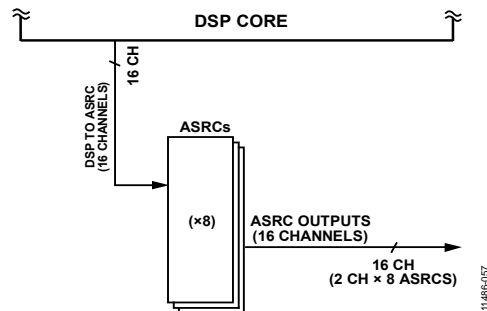 DSP CORE
16 CH
DSP TO ASRC
(16 CHANNELS)
ASRCs
(×8)
ASRC OUTPUTS
(16 CHANNELS)
16 CH
(2 CH × 8 ASRCS)
11486-057